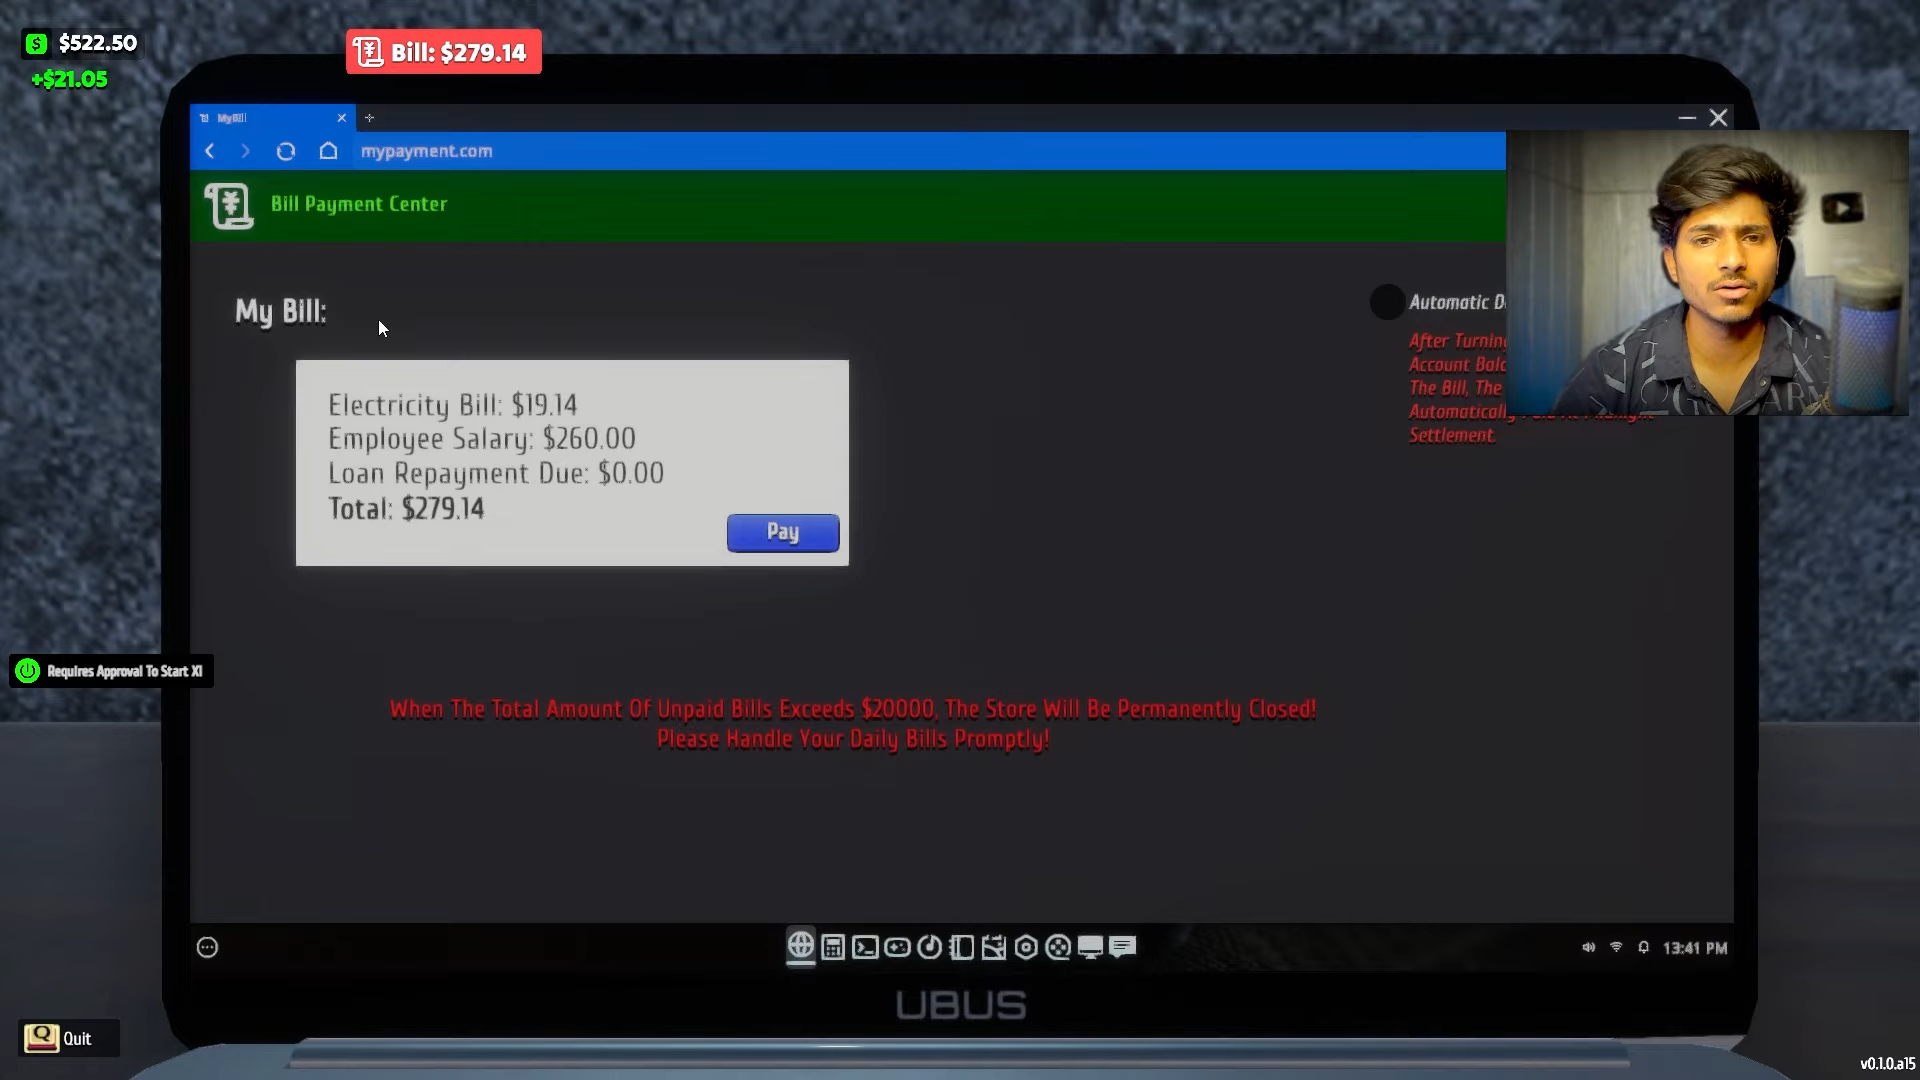 $522.50
+$21.05
Bill: $279.14
MyBill
mypayment.com
Bill Payment Center
My Bill:
Electricity Bill: $19.14
Employee Salary: $260.00
Loan Repayment Due: $0.00
Total: $279.14
Pay
Automatic
After Turning
Account
The Bill, The
Automatically
Settlement.
Requires Approval To Start XI
When The Total Amount Of Unpaid Bills Exceeds $20000, The Store Will Be Permanently Closed!
Please Handle Your Daily Bills Promptly!
13:41 PM
UBUS
Q Quit
v0.1.0.a15